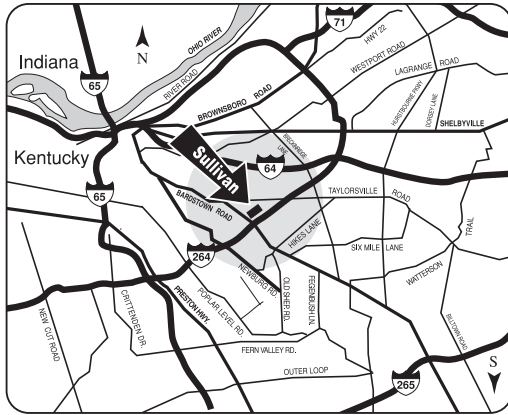 71
HWY 22
OHIO RIVER
N
WESTPORT ROAD
Indiana
RIVER ROAD
LAGRANGE ROAD
65
HURSTBOURNE PKWY
DORSEY LANE
BROWNSBORO ROAD
SHELBYVILLE
Kentucky
Sullivan
BRECKINRIDGE
LANE
64
65
BARDSTOWN ROAD
TAYLORSVILLE ROAD
HIKES LANE
TRAIL
SIX MILE LANE
264
NEWBURG RD.
WATTERSON
OLD SHEP RD.
FEGENBUSH LN.
PRESTON HWY.
POPLAR LEVEL RD.
CRITTENDEN DR.
NEW CUT ROAD
BILLTOWN ROAD
FERN VALLEY RD.
OUTER LOOP
265
S